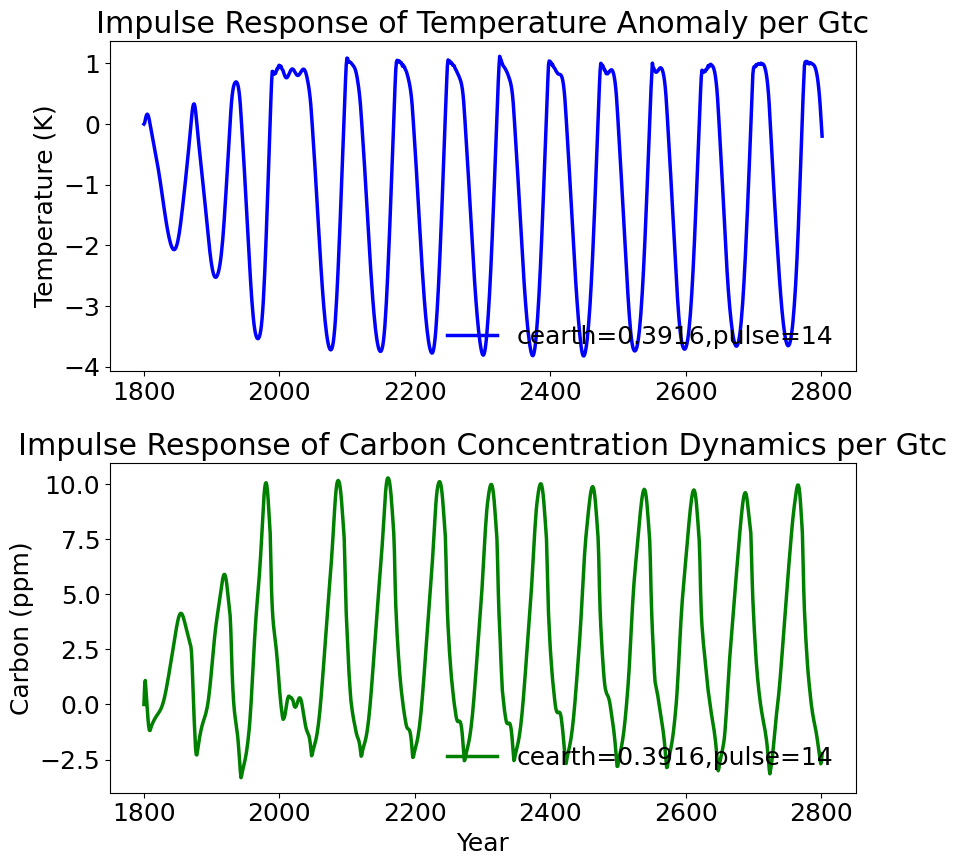 Impulse Response of Temperature Anomaly per Gtc
Temperature (K)
1
0
−1
−2
−3
−4
cearth=0.3916,pulse=14
1800 2000 2200 2400 2600 2800
Impulse Response of Carbon Concentration Dynamics per Gtc
Carbon (ppm)
10.0
7.5
5.0
2.5
0.0
−2.5
cearth=0.3916,pulse=14
1800 2000 2200 2400 2600 2800
Year